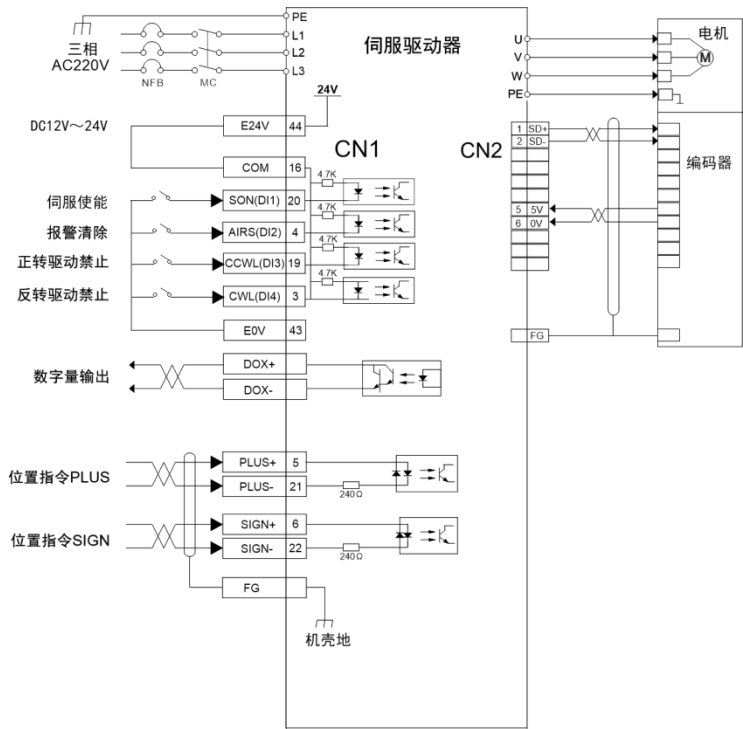 PE
L1
三相
L2
AC220V
L3
NFB
MC
伺服驱动器
U
V
W
PE
电机
M
24V
DC12V～24V
E24V 44
COM 16
CN1
CN2
1 SD+
2 SD-
编码器
4.7K
伺服使能
SON(DI1) 20
4.7K
5 5V
6 0V
报警清除
AIRS(DI2) 4
4.7K
正转驱动禁止
CCWL(DI3) 19
4.7K
反转驱动禁止
CWL(DI4) 3
E0V 43
FG
数字量输出
DOX+
DOX-
位置指令PLUS
PLUS+ 5
PLUS- 21
240Ω
位置指令SIGN
SIGN+ 6
SIGN- 22
240Ω
FG
机壳地